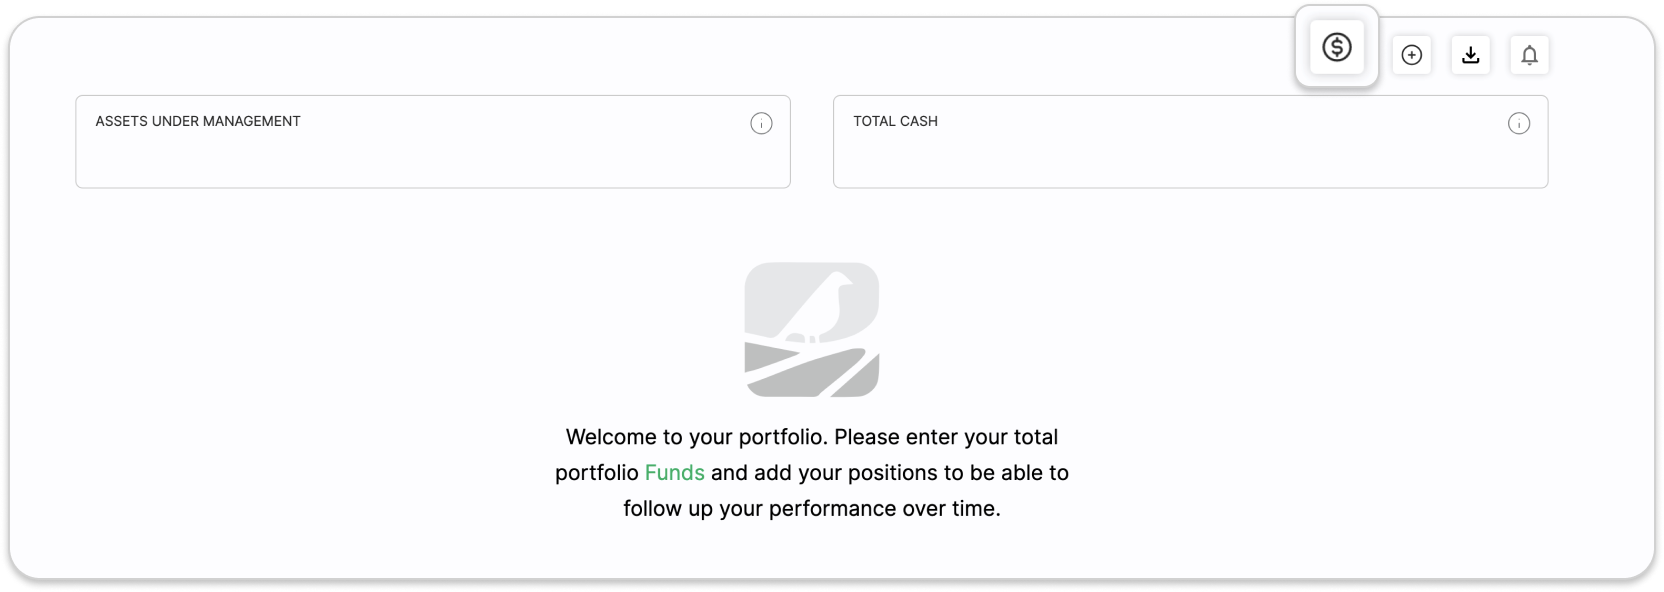 ASSETS UNDER MANAGEMENT
TOTAL CASH
Welcome to your portfolio. Please enter your total
portfolio Funds and add your positions to be able to
follow up your performance over time.